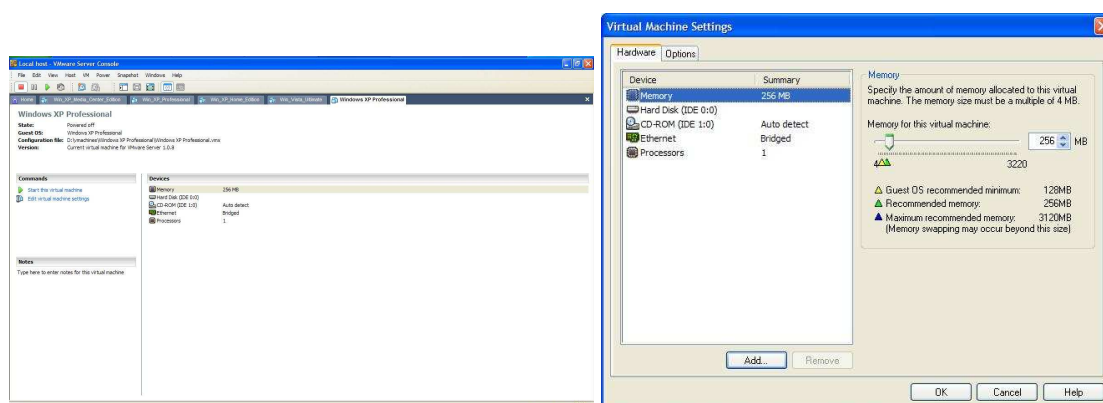 Local host - VMware Server Console
File Edit View Host VM Power Snapshot Windows Help
Home Win_XP_Media_Center_Edition Win_XP_Professional Win_XP_Home_Edition Win_Vista_Ultimate Windows XP Professional
Windows XP Professional
State: Powered off
Guest OS: Windows XP Professional
Configuration file: D:\vmachines\Windows XP Professional\Windows XP Professional.vmx
Version: Current virtual machine for VMware Server 1.0.8
Commands
Start this virtual machine
Edit virtual machine settings
Devices
Memory 256 MB
Hard Disk (IDE 0:0)
CD-ROM (IDE 1:0) Auto detect
Ethernet Bridged
Processors 1
Notes
Type here to enter notes for this virtual machine
Virtual Machine Settings
Hardware Options
Device Summary
Memory 256 MB
Hard Disk (IDE 0:0)
CD-ROM (IDE 1:0) Auto detect
Ethernet Bridged
Processors 1
Add... Remove
Memory
Specify the amount of memory allocated to this virtual
machine. The memory size must be a multiple of 4 MB.
Memory for this virtual machine:
256 MB
4 3220
Guest OS recommended minimum: 128MB
Recommended memory: 256MB
Maximum recommended memory: 3120MB
(Memory swapping may occur beyond this size)
OK Cancel Help